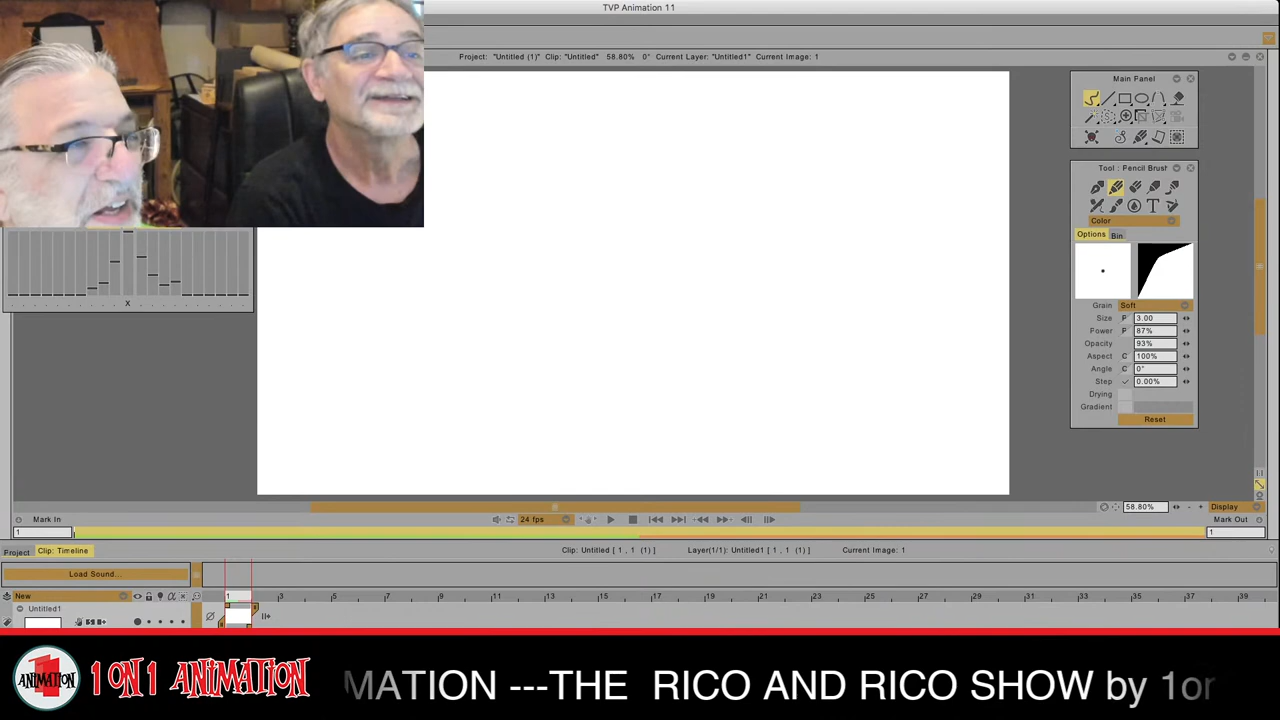 TVP Animation 11
Project: "Untitled (1)" Clip: "Untitled" 58.80% 0° Current Layer: "Untitled1" Current Image: 1
Main Panel
Tool : Pencil Brush
Color
Options Bin
Grain Soft
Size P 3.00
Power P 87%
Opacity 93%
Aspect C 100%
Angle C 0°
Step 0.00%
Drying
Gradient
Reset
X
24 fps
58.80%
Display
Mark In
Mark Out
1
1
Project Clip: Timeline
Clip: Untitled [ 1 , 1 (1) ] Layer(1/1): Untitled1 [ 1 , 1 (1) ] Current Image: 1
Load Sound...
New
1 3 5 7 9 11 13 15 17 19 21 23 25 27 29 31 33 35 37 39
Untitled1
ANIMATION
1 ON 1 ANIMATION
MATION ---THE RICO AND RICO SHOW by 1or